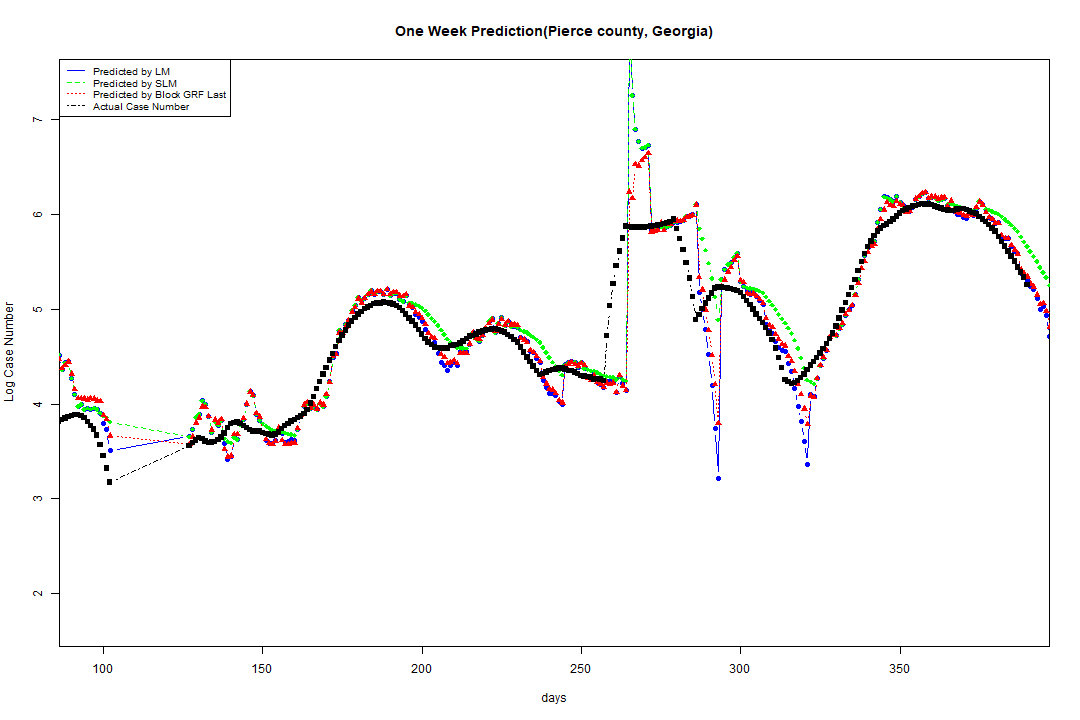 One Week Prediction(Pierce county, Georgia)
Predicted by LM
Predicted by SLM
Predicted by Block GRF Last
Actual Case Number
Log Case Number
7
6
5
4
3
2
100 150 200 250 300 350
days